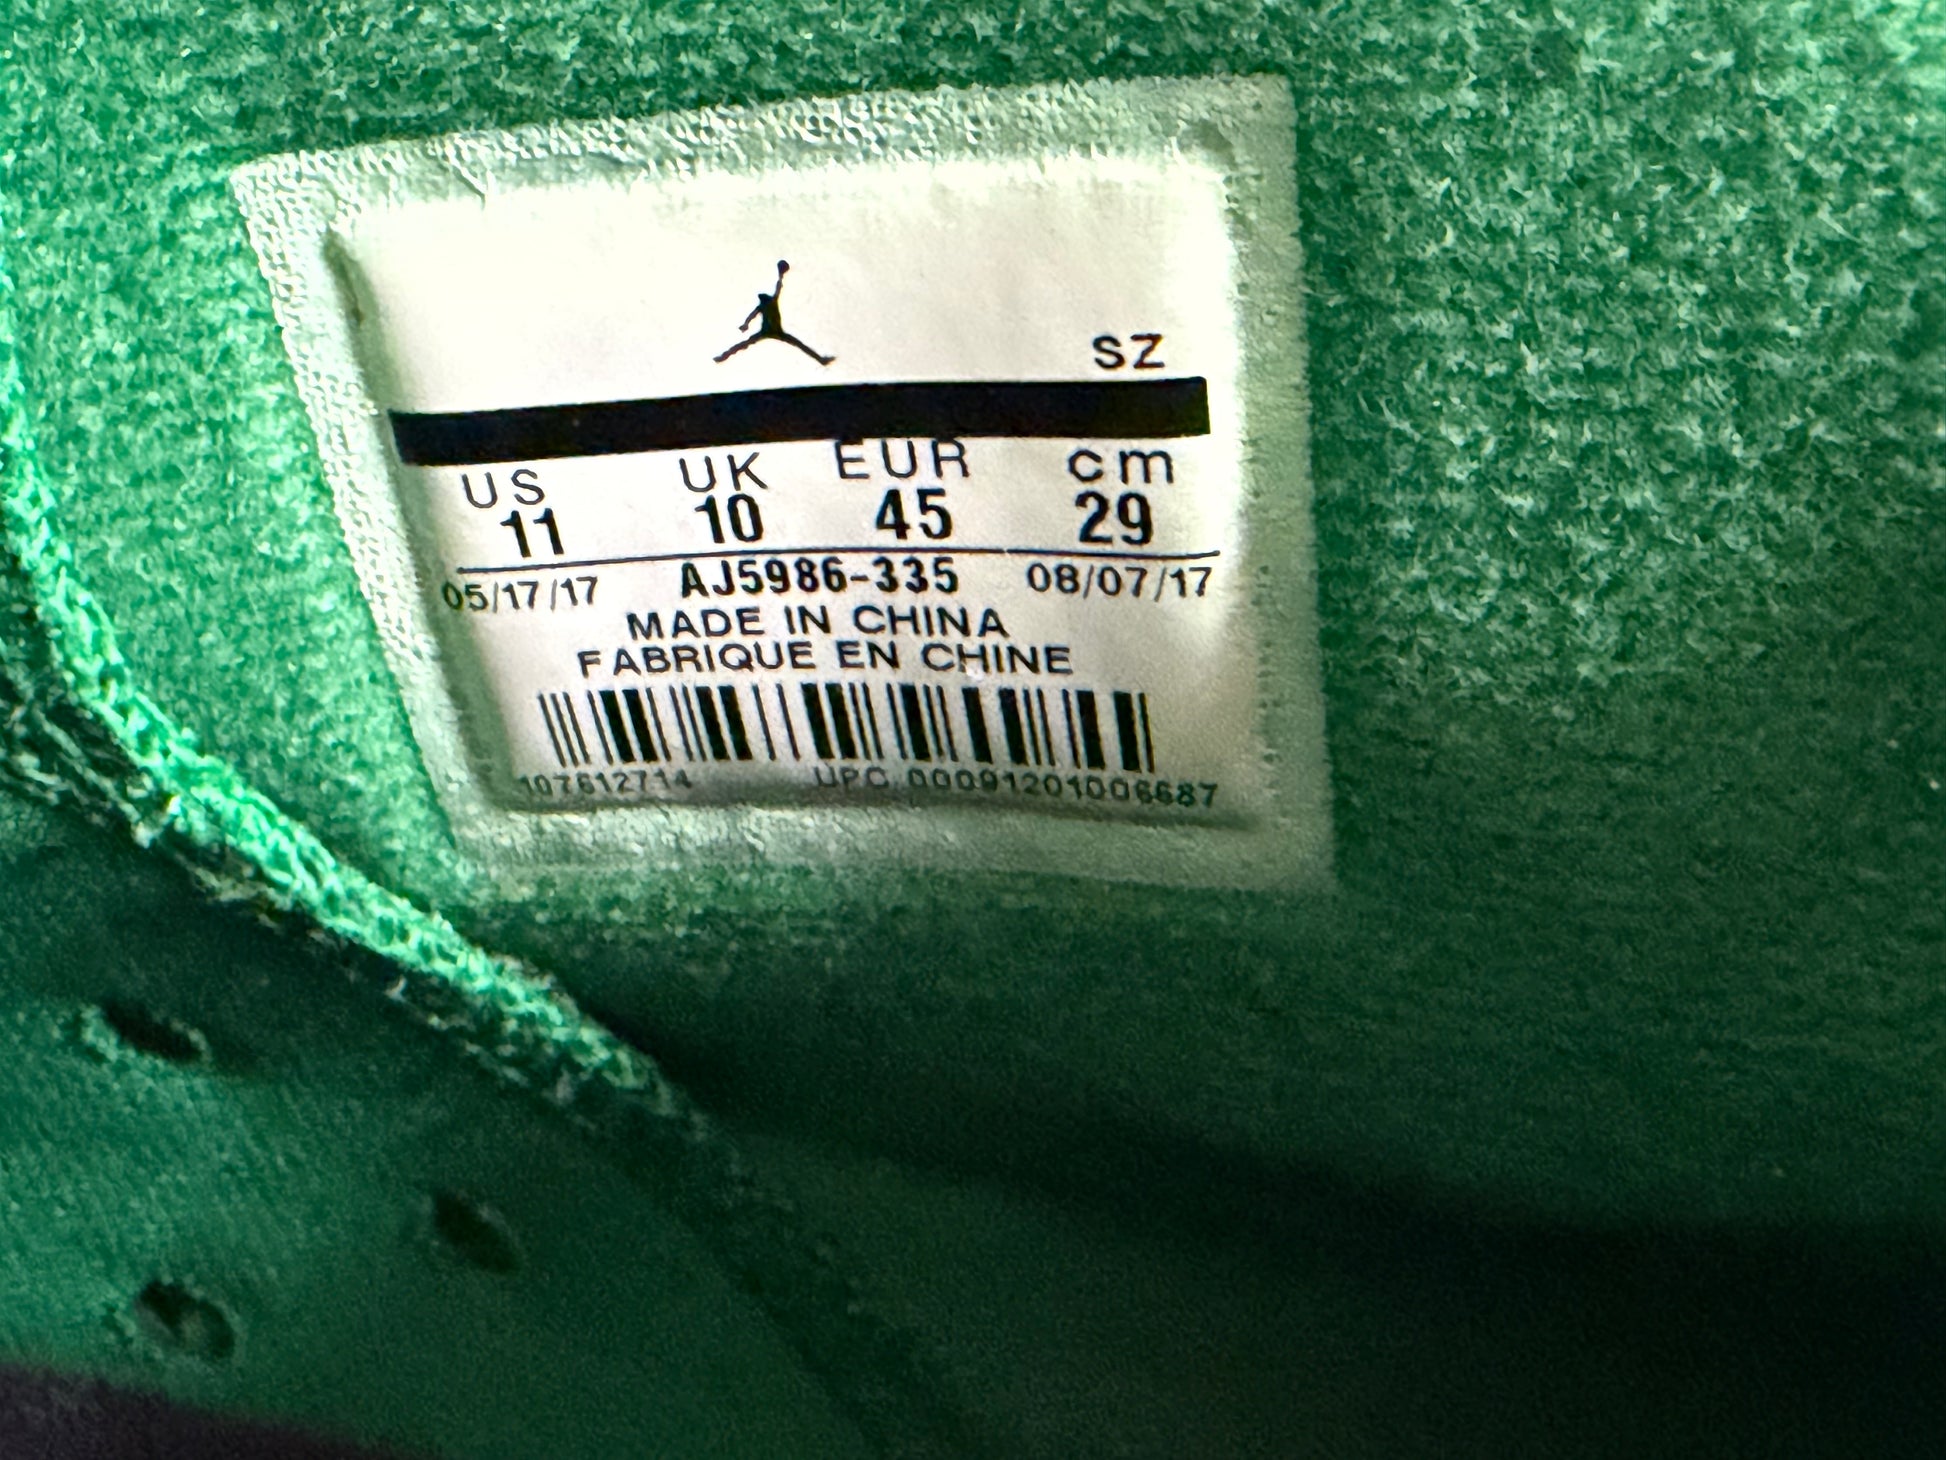 SZ
US UK EUR cm
11 10 45 29
05/17/17 AJ5986-335 08/07/17
MADE IN CHINA
FABRIQUE EN CHINE
107612714 UPC 00091201006687